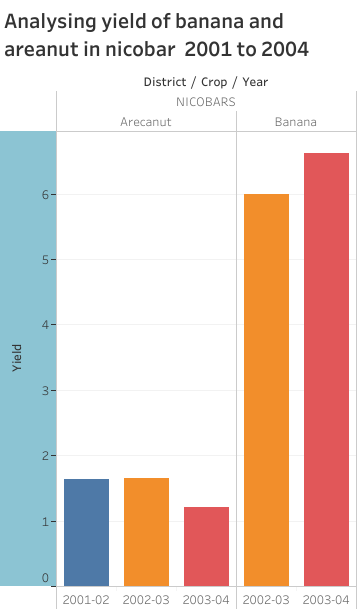 Analysing yield of banana and
areanut in nicobar  2001 to 2004
District / Crop / Year
NICOBARS
Arecanut Banana
Yield
6
5
4
3
2
1
0
2001-02 2002-03 2003-04 2002-03 2003-04